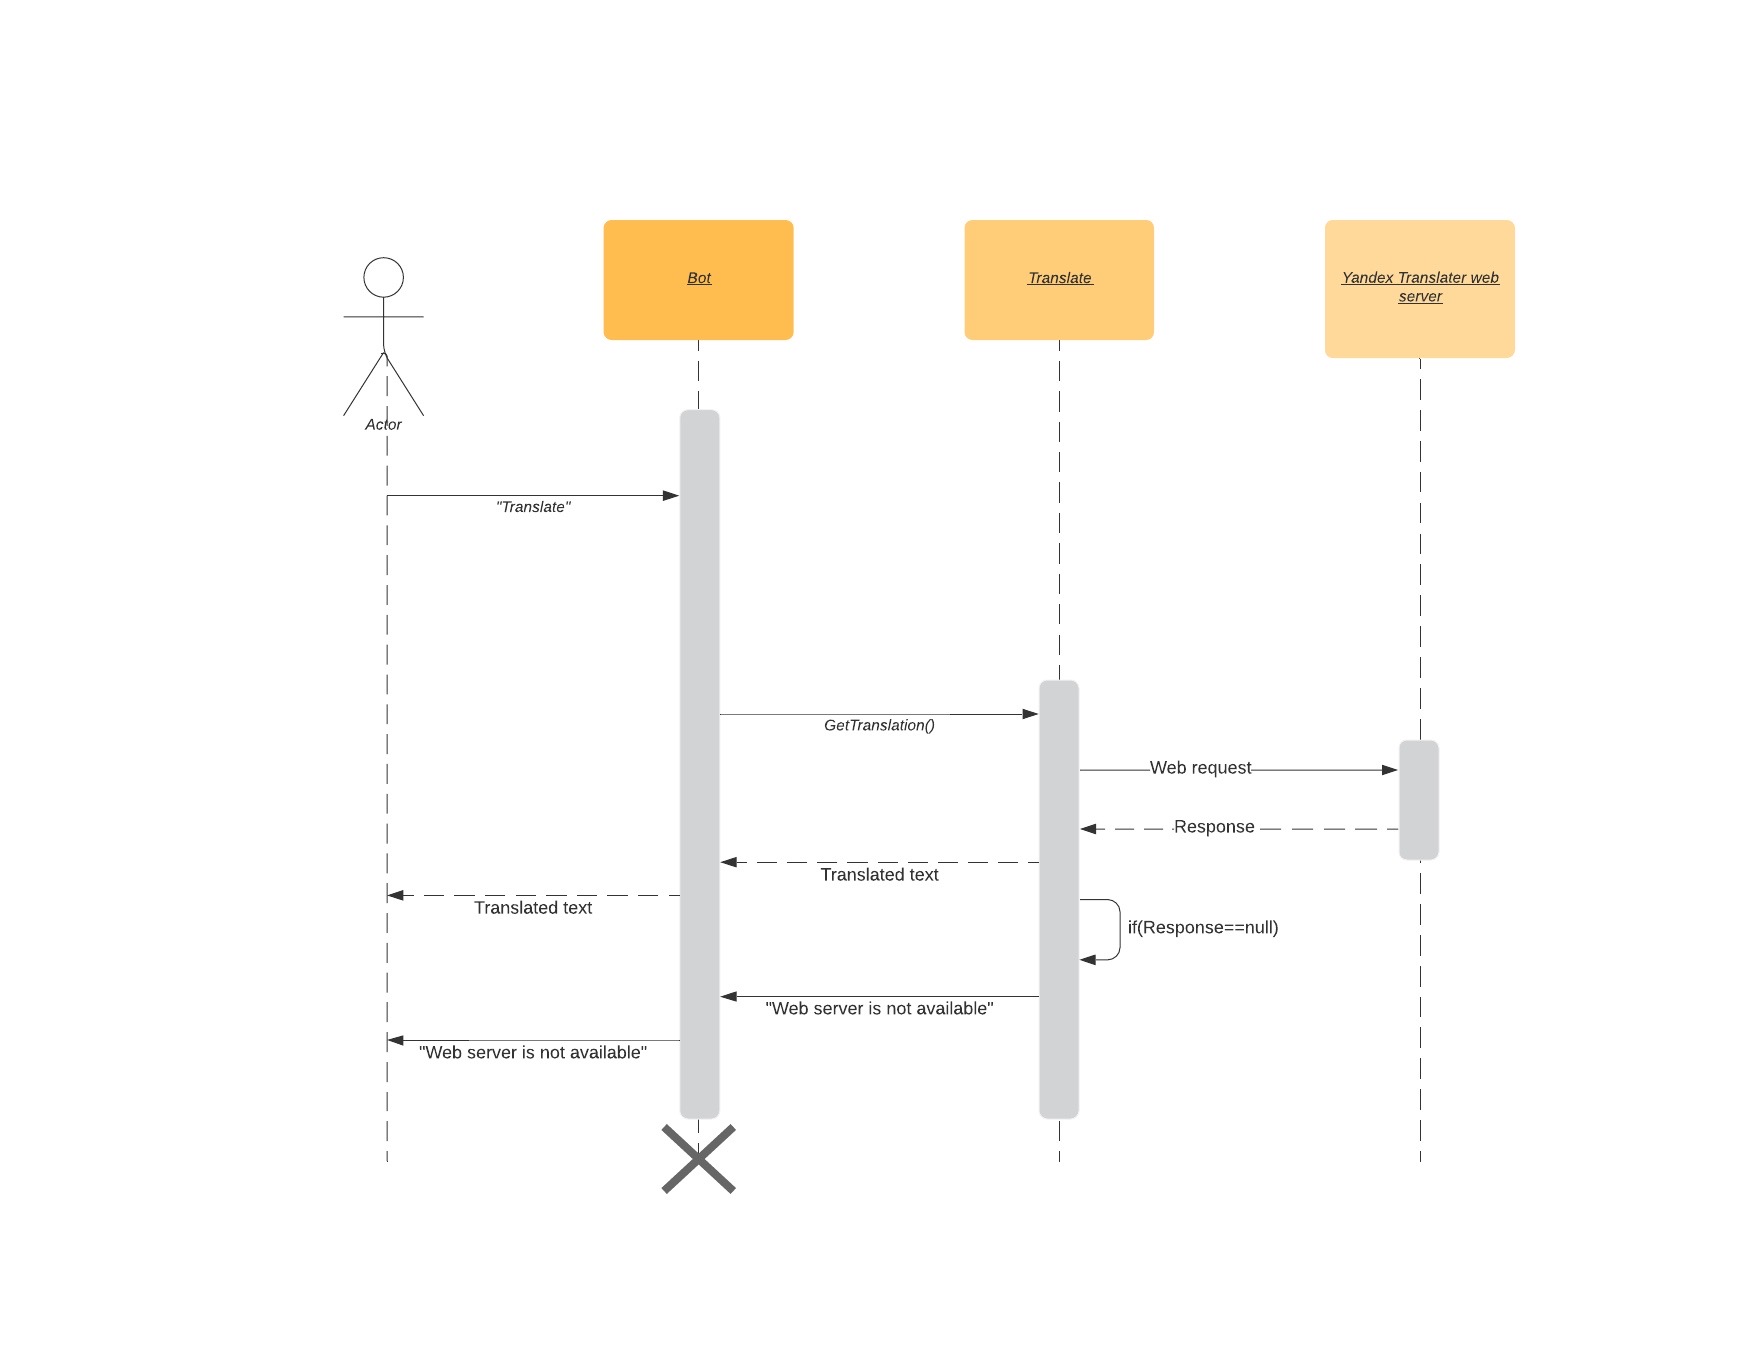 Bot
Translate
Yandex Translater web
server
Actor
"Translate"
GetTranslation()
Web request
Response
Translated text
Translated text
if(Response==null)
"Web server is not available"
"Web server is not available"